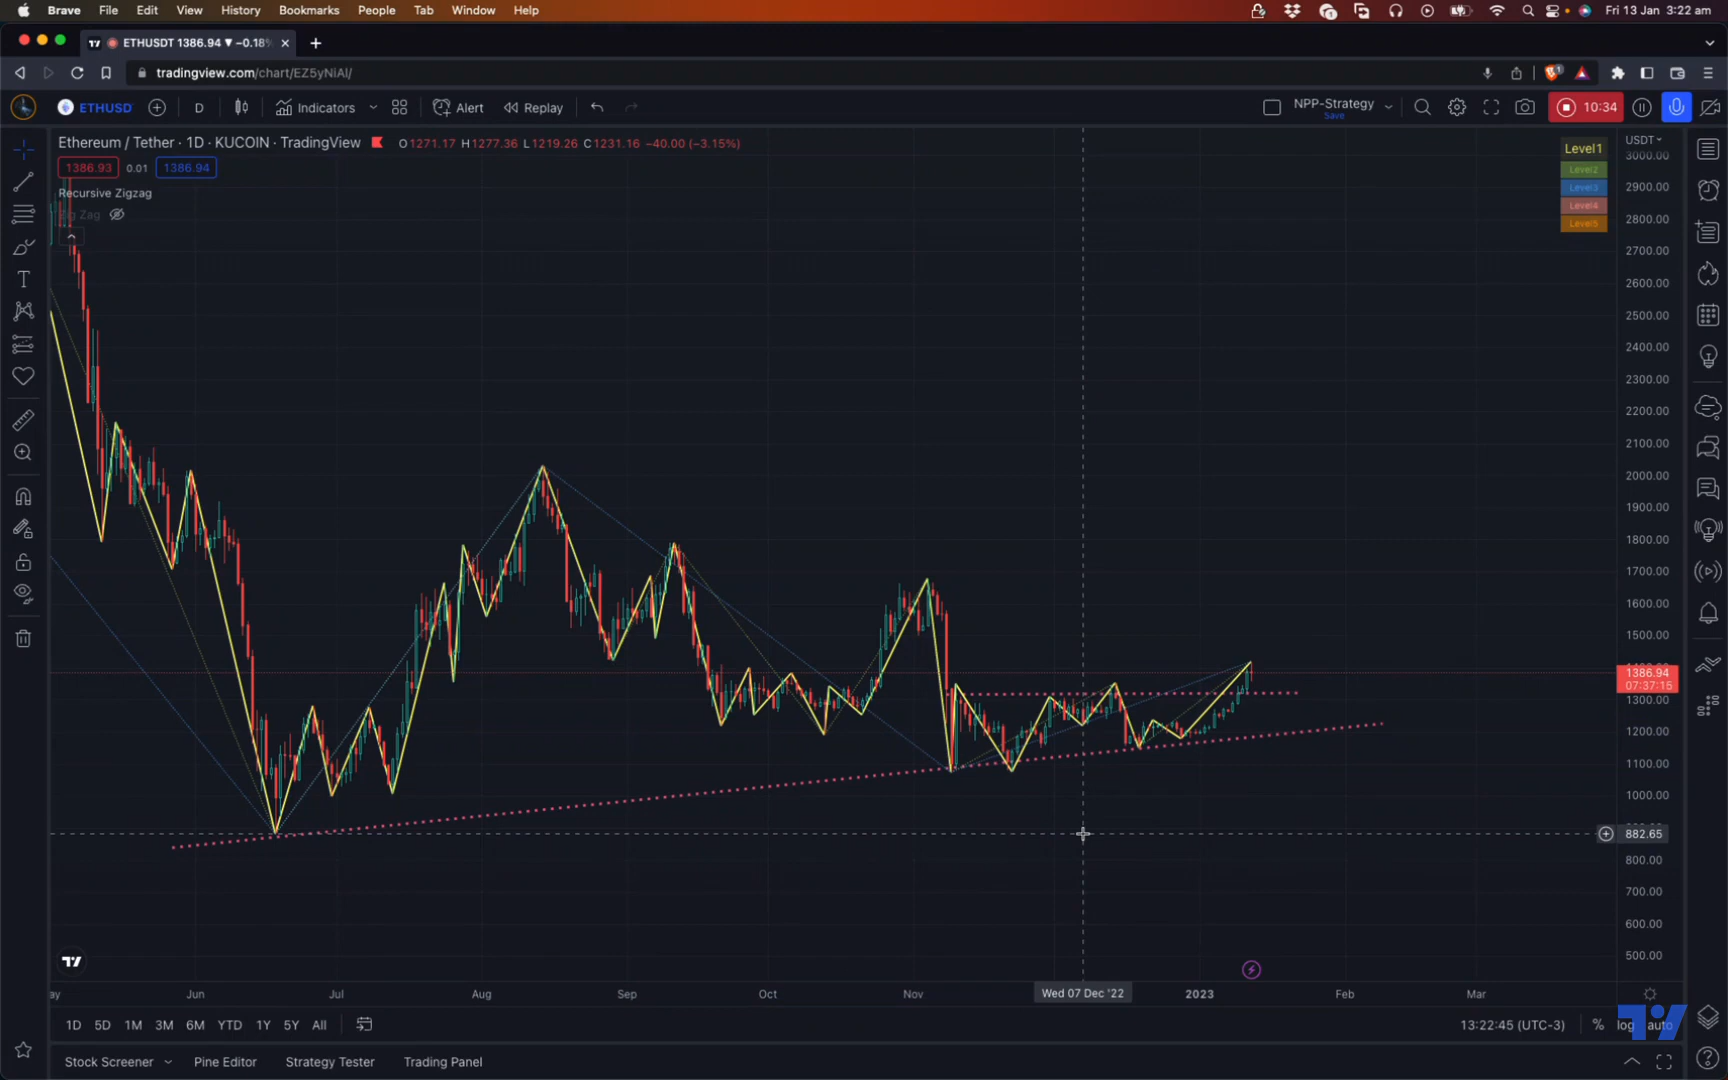 Brave File Edit View History Bookmarks People Tab Window Help
Fri 13 Jan 3:22 am
ETHUSDT 1386.94 ▼ −0.18%
tradingview.com/chart/EZ5yNiAI/
ETHUSD D Indicators Alert Replay
NPP-Strategy
Save
10:34
Ethereum / Tether · 1D · KUCOIN · TradingView O1271.17 H1277.36 L1219.26 C1231.16 −40.00 (−3.15%)
1386.93 0.01 1386.94
Recursive Zigzag
Zig Zag
Level1
Level2
Level3
Level4
Level5
USDT
3000.00
2900.00
2800.00
2700.00
2600.00
2500.00
2400.00
2300.00
2200.00
2100.00
2000.00
1900.00
1800.00
1700.00
1600.00
1500.00
1386.94
07:37:15
1300.00
1200.00
1100.00
1000.00
882.65
800.00
700.00
600.00
500.00
ay Jun Jul Aug Sep Oct Nov Wed 07 Dec '22 2023 Feb Mar
1D 5D 1M 3M 6M YTD 1Y 5Y All
13:22:45 (UTC-3) % log auto
Stock Screener Pine Editor Strategy Tester Trading Panel